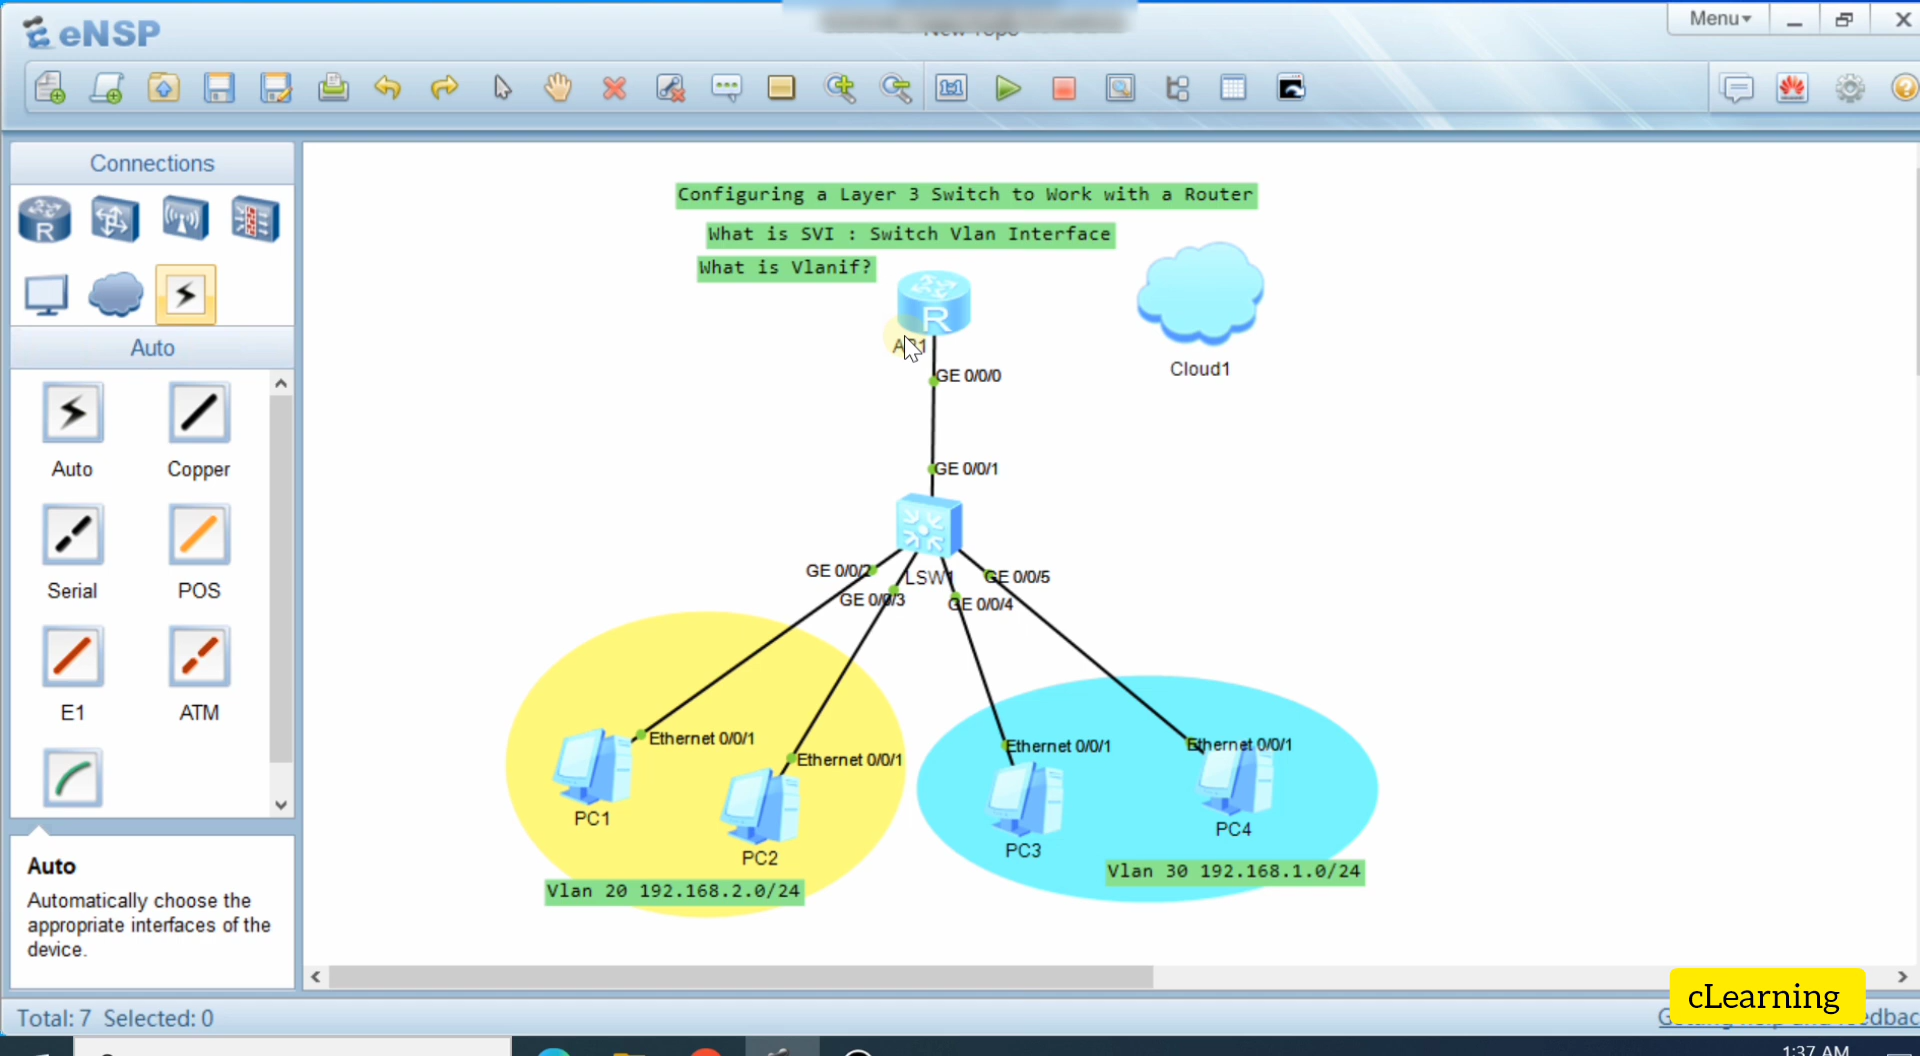 eNSP
Menu
Connections
R
Auto
Auto
Copper
Serial
POS
E1
ATM
Auto
Automatically choose the
appropriate interfaces of the
device.
Configuring a Layer 3 Switch to Work with a Router
What is SVI : Switch Vlan Interface
What is Vlanif?
R
Cloud1
GE 0/0/0
GE 0/0/1
GE 0/0/2
LSW1
GE 0/0/5
GE 0/0/3
GE 0/0/4
Ethernet 0/0/1
Ethernet 0/0/1
Ethernet 0/0/1
Ethernet 0/0/1
PC1
PC2
PC3
PC4
Vlan 20 192.168.2.0/24
Vlan 30 192.168.1.0/24
cLearning
Total: 7 Selected: 0
1:37 AM